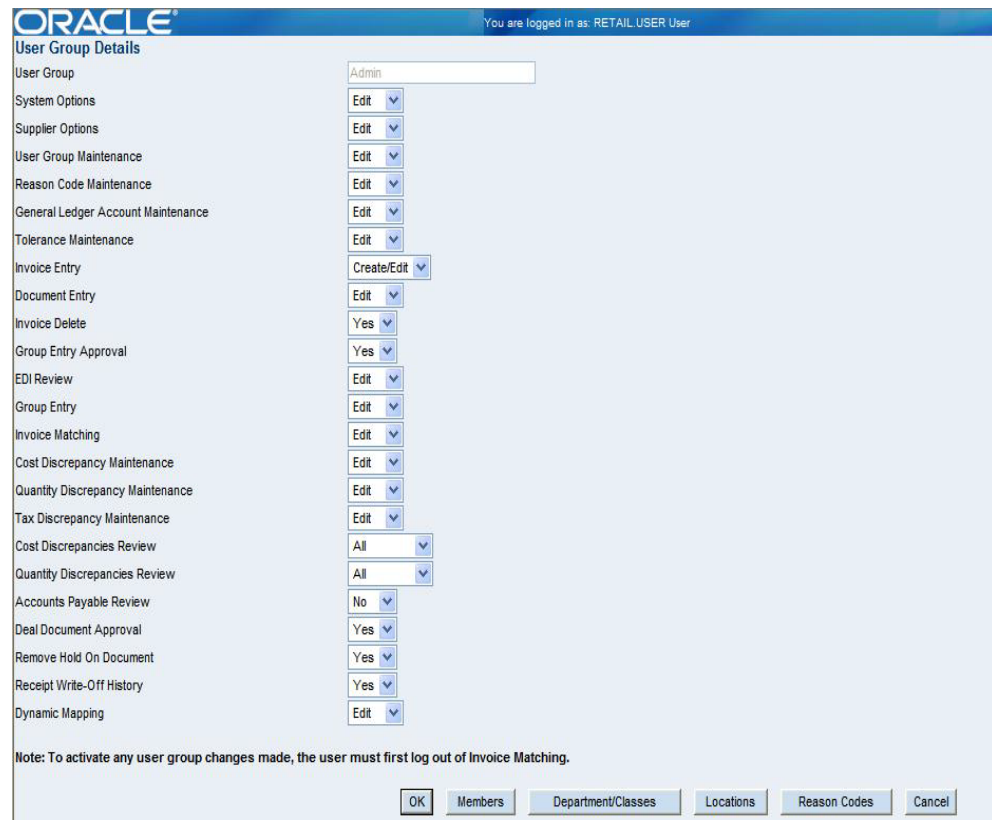 ORACLE®
You are logged in as: RETAIL.USER User
User Group Details
User Group Admin
System Options Edit
Supplier Options Edit
User Group Maintenance Edit
Reason Code Maintenance Edit
General Ledger Account Maintenance Edit
Tolerance Maintenance Edit
Invoice Entry Create/Edit
Document Entry Edit
Invoice Delete Yes
Group Entry Approval Yes
EDI Review Edit
Group Entry Edit
Invoice Matching Edit
Cost Discrepancy Maintenance Edit
Quantity Discrepancy Maintenance Edit
Tax Discrepancy Maintenance Edit
Cost Discrepancies Review All
Quantity Discrepancies Review All
Accounts Payable Review No
Deal Document Approval Yes
Remove Hold On Document Yes
Receipt Write-Off History Yes
Dynamic Mapping Edit
Note: To activate any user group changes made, the user must first log out of Invoice Matching.
OK Members Department/Classes Locations Reason Codes Cancel